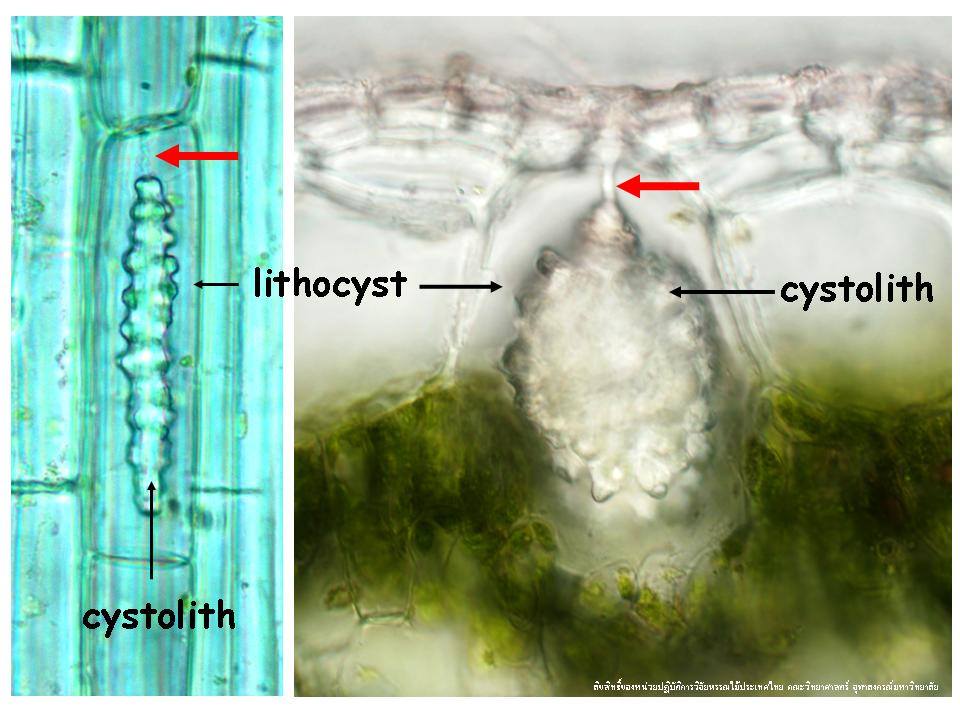 lithocyst
cystolith
cystolith
ลิขสิทธิ์ของหน่วยปฏิบัติการวิจัยพรรณไม้ประเทศไทย คณะวิทยาศาสตร์ จุฬาลงกรณ์มหาวิทยาลัย